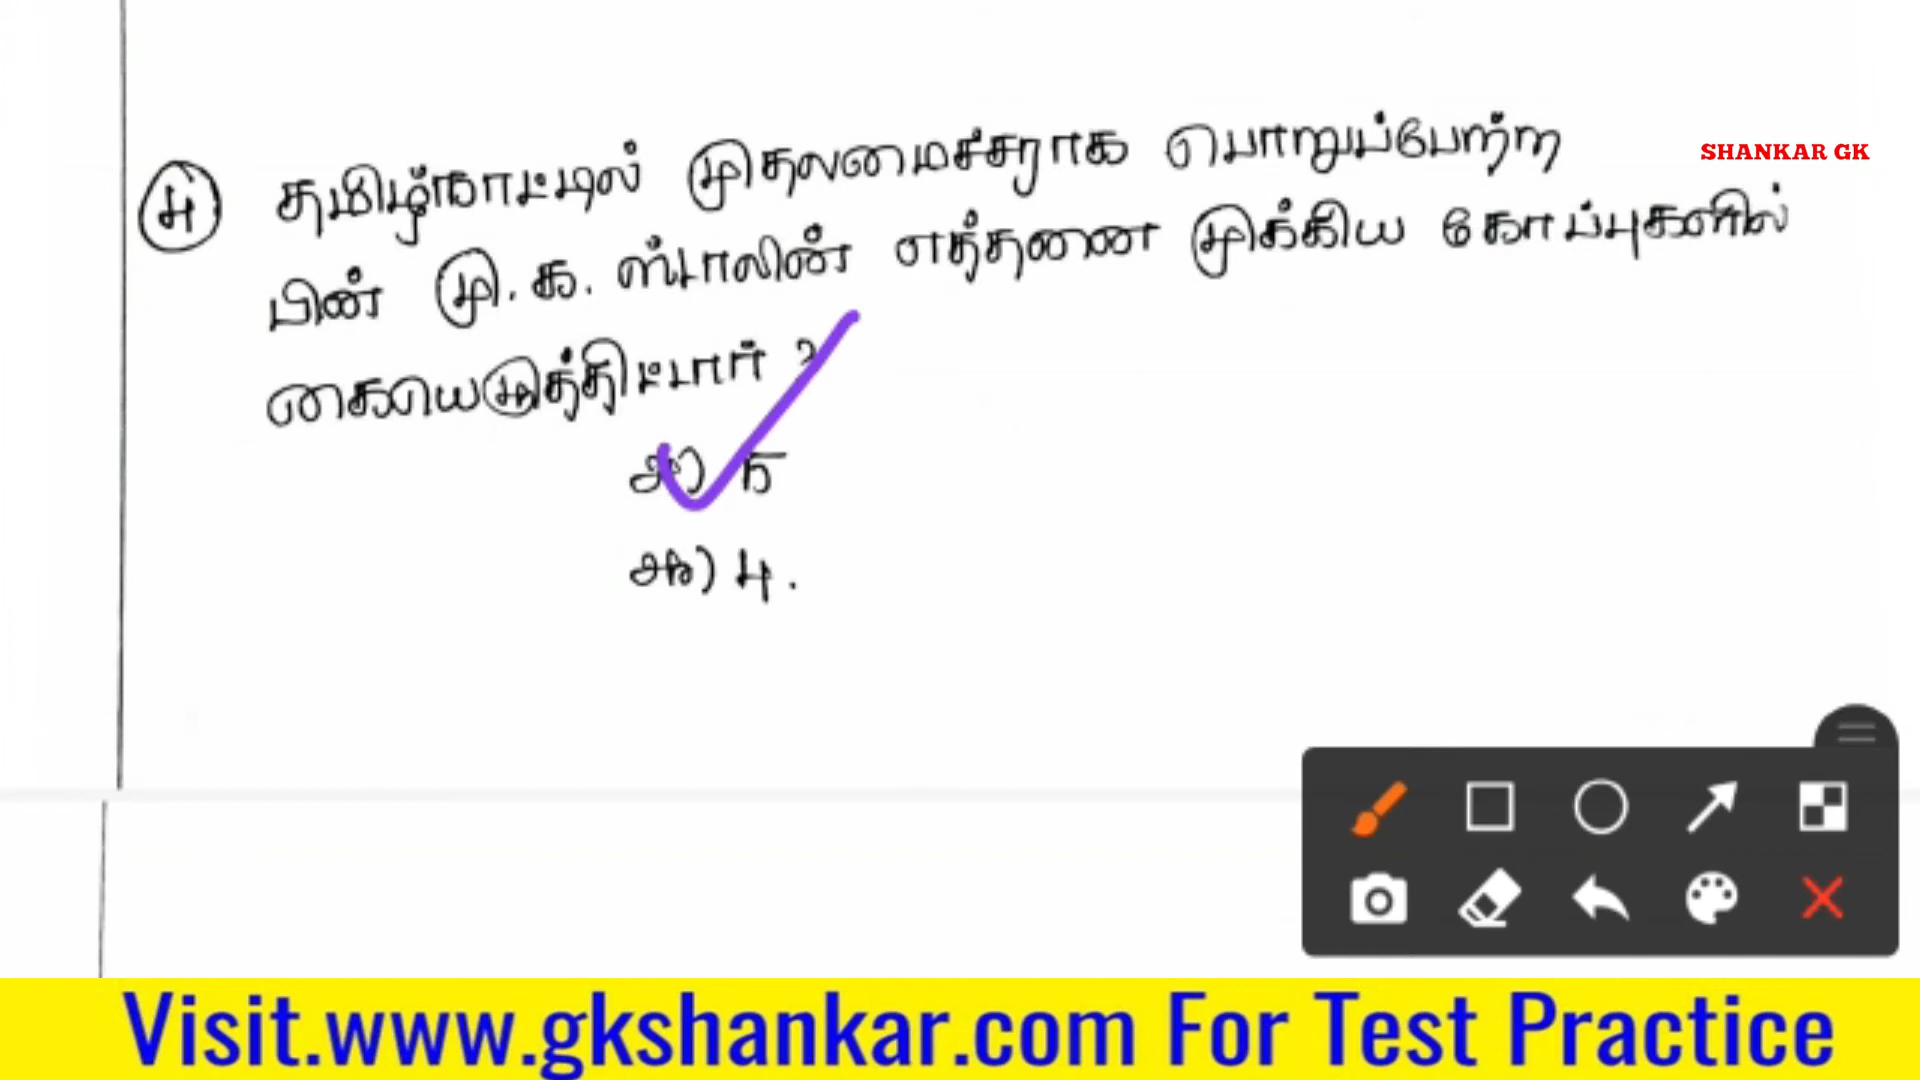 SHANKAR GK
4) தமிழ்நாட்டில் முதலமைச்சராக பொறுப்பேற்ற
பின் மு.க. ஸ்டாலின் எத்தனை முக்கிய கோப்புகளில்
கையெழுத்திட்டார் ?
அ) 5
ஆ) 4.
Visit.www.gkshankar.com For Test Practice